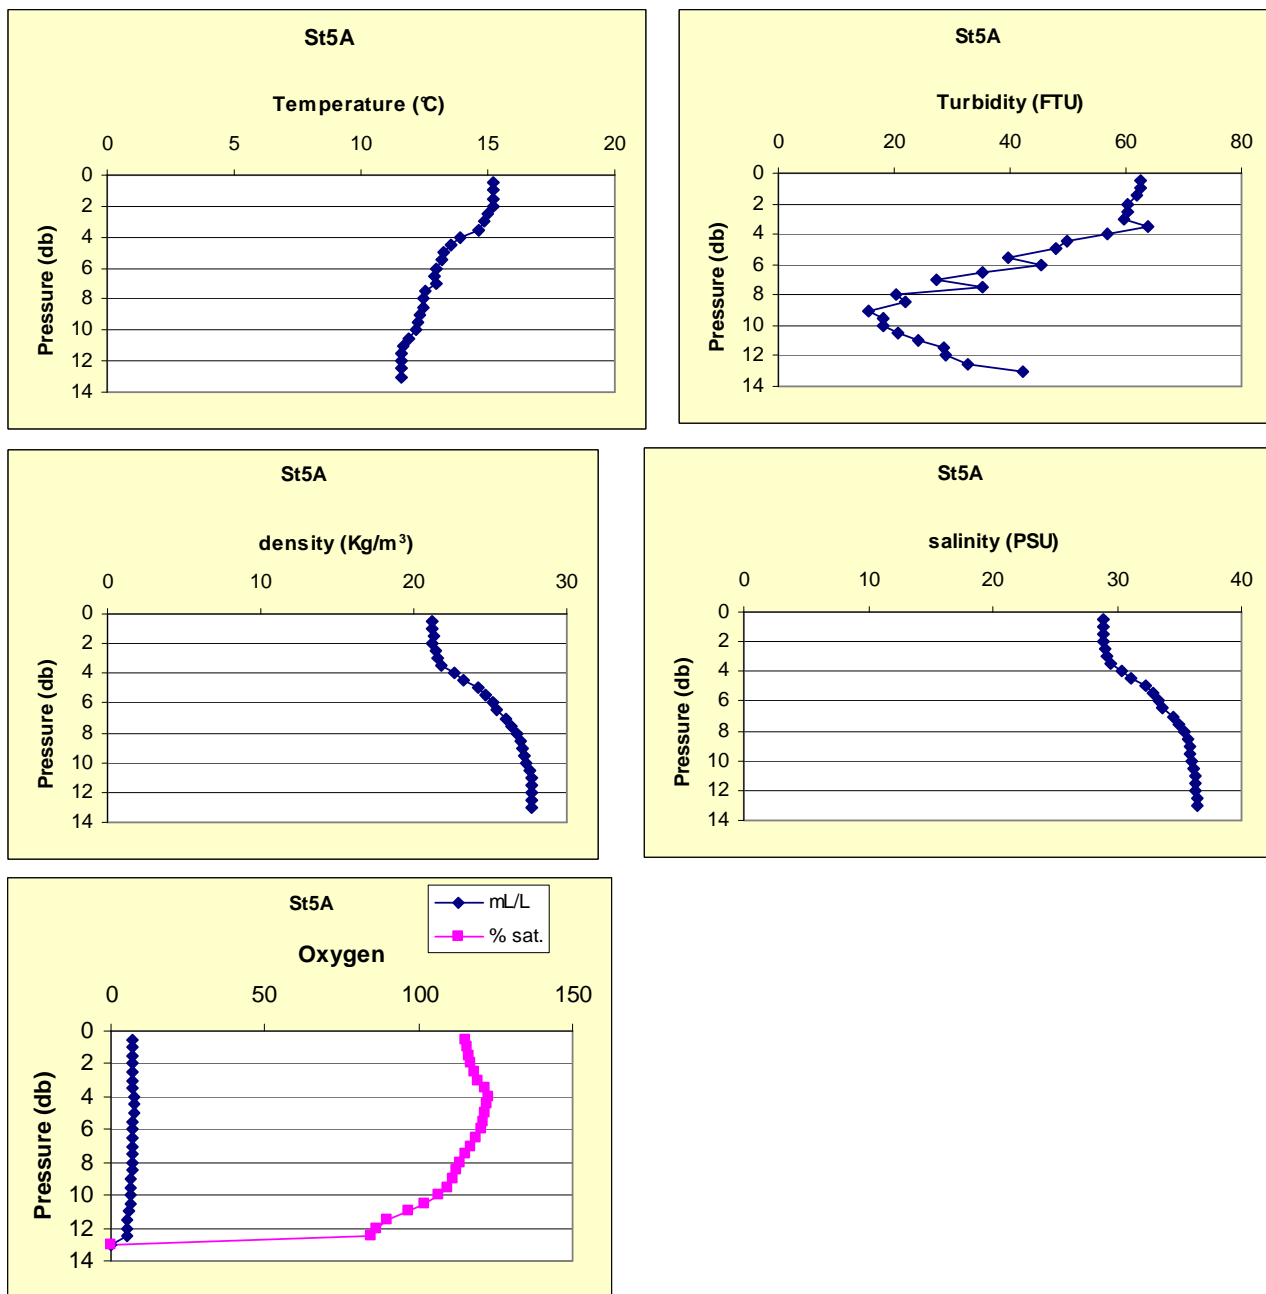 St5A
Temperature (°C)
0 5 10 15 20
0
2
4
6
8
10
12
14
Pressure (db)
St5A
Turbidity (FTU)
0 20 40 60 80
0
2
4
6
8
10
12
14
Pressure (db)
St5A
density (Kg/m³)
0 10 20 30
0
2
4
6
8
10
12
14
Pressure (db)
St5A
salinity (PSU)
0 10 20 30 40
0
2
4
6
8
10
12
14
Pressure (db)
St5A
mL/L
% sat.
Oxygen
0 50 100 150
0
2
4
6
8
10
12
14
Pressure (db)